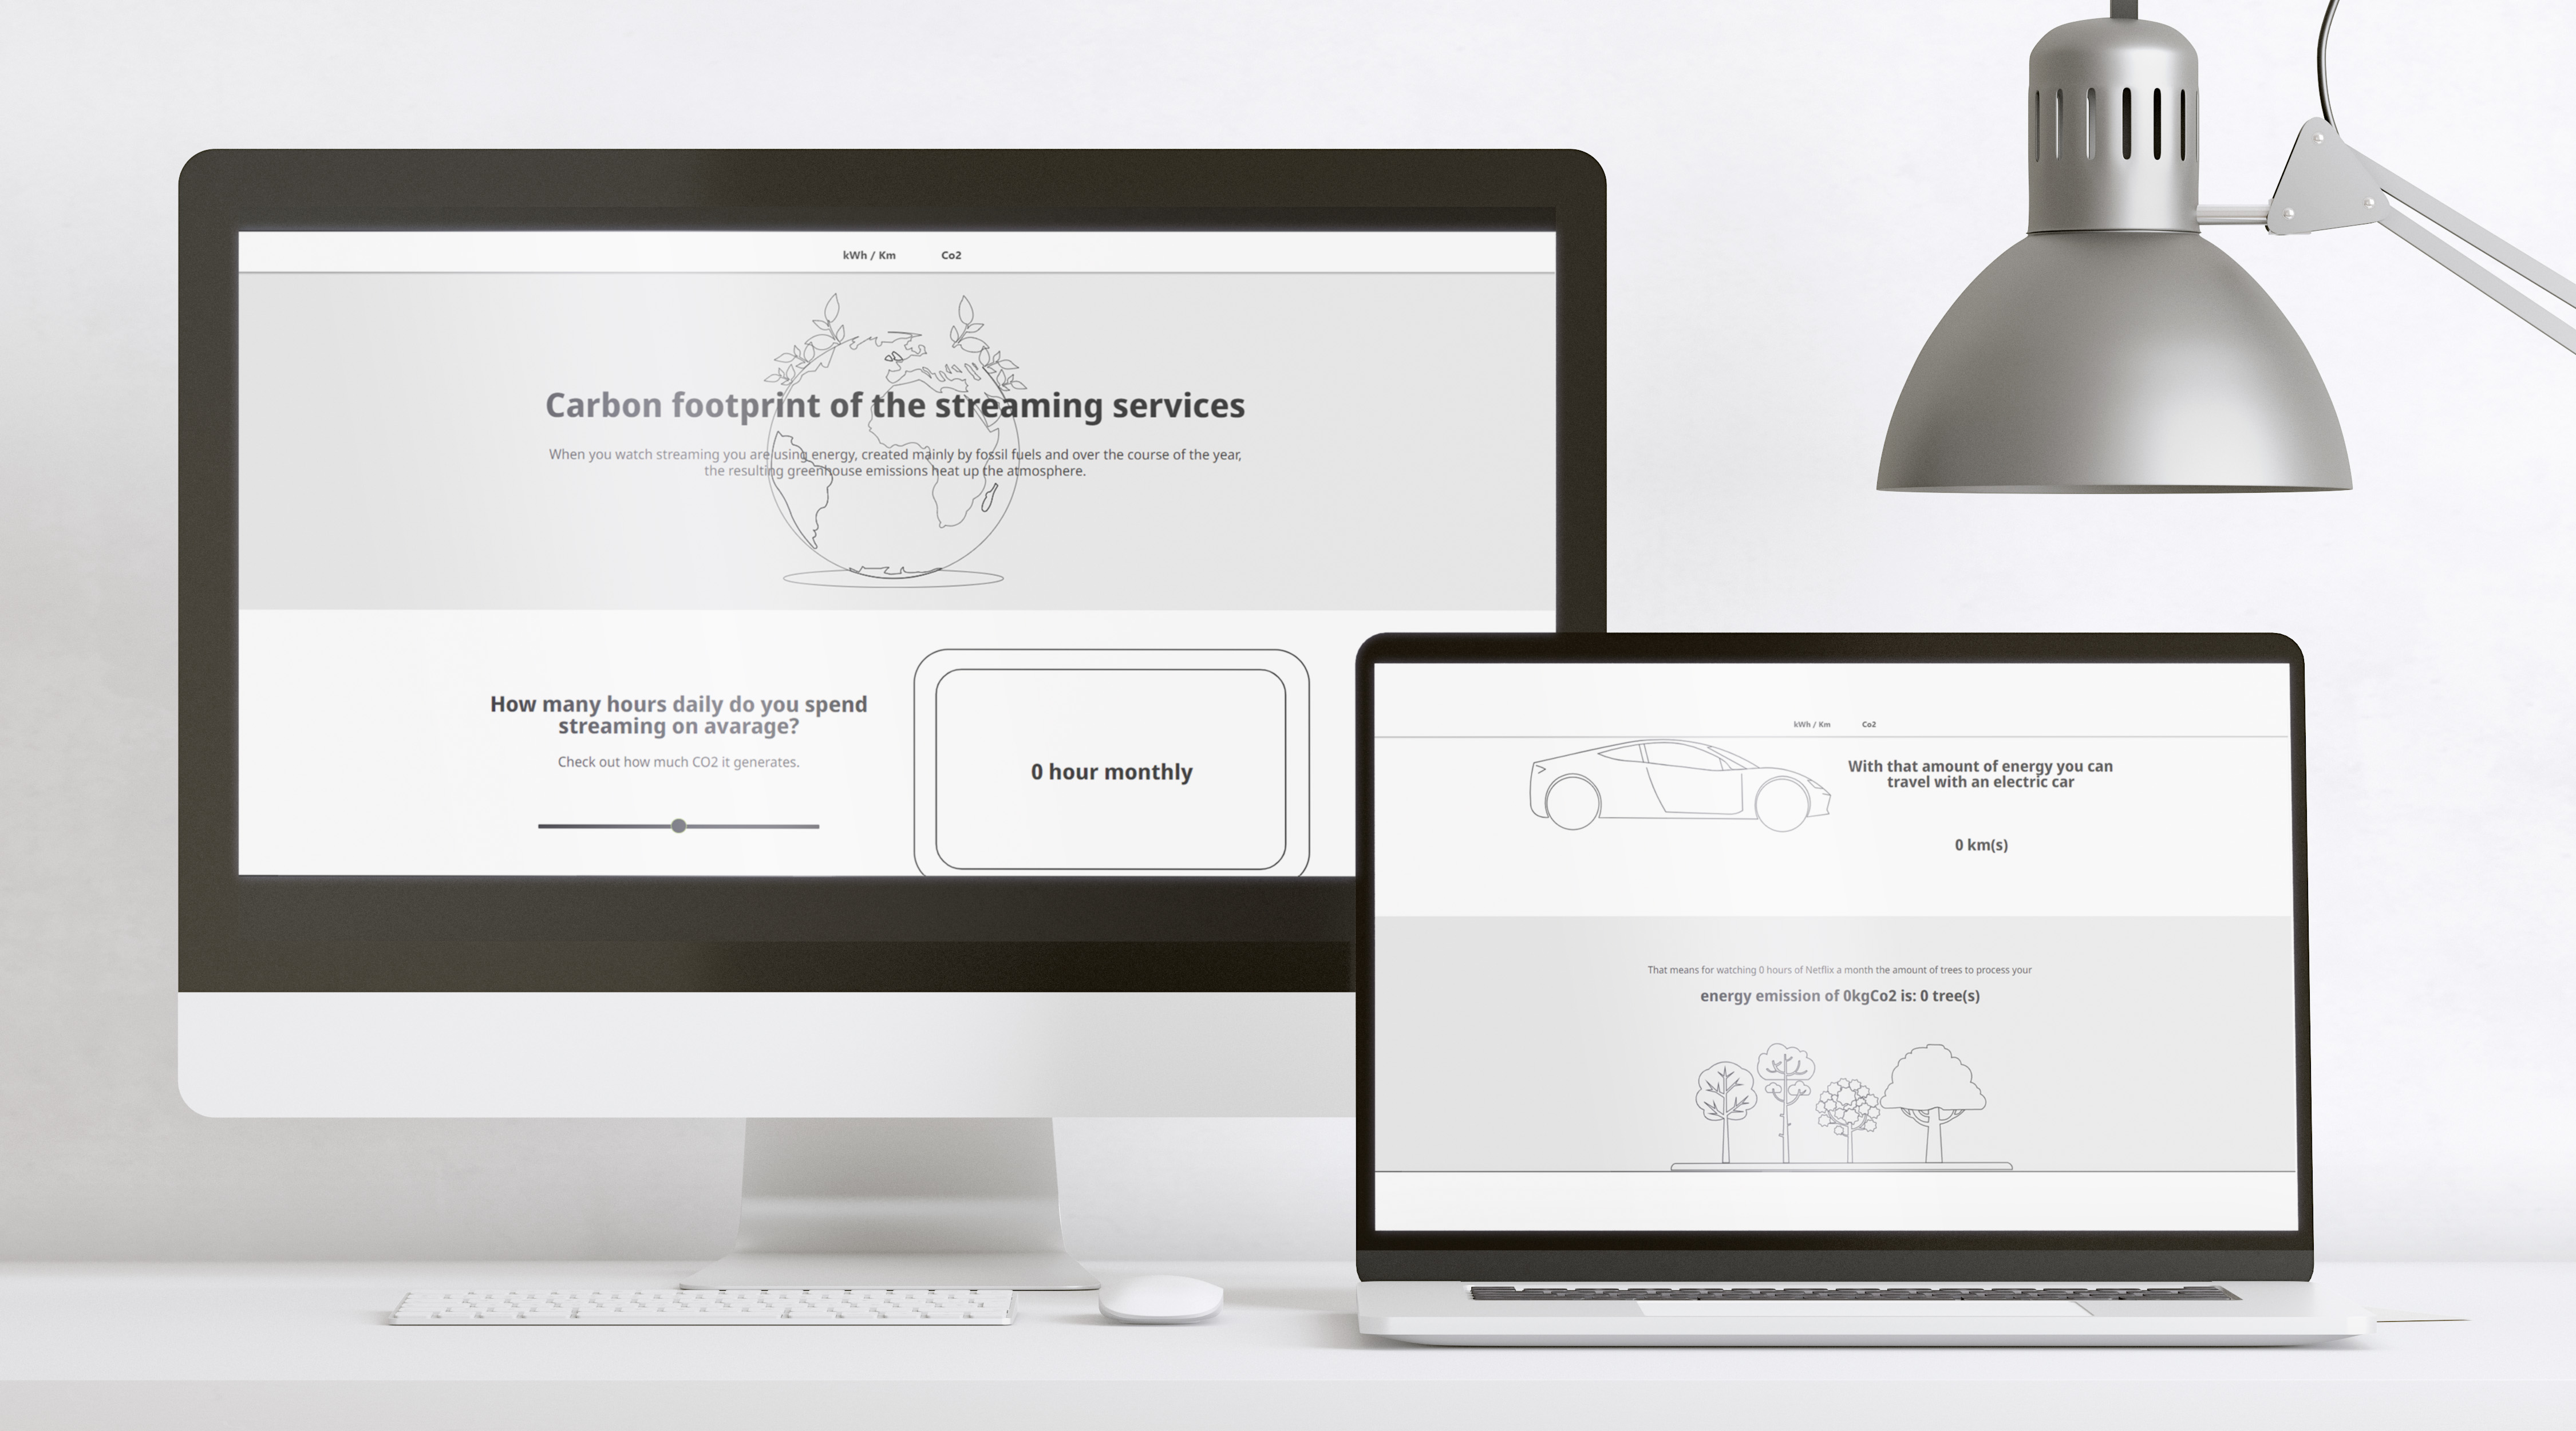 kWh / Km Co2
Carbon footprint of the streaming services
When you watch streaming you are using energy, created mainly by fossil fuels and over the course of the year,
the resulting greenhouse emissions heat up the atmosphere.
How many hours daily do you spend
streaming on avarage?
Check out how much CO2 it generates.
0 hour monthly
kWh / Km Co2
With that amount of energy you can
travel with an electric car
0 km(s)
That means for watching 0 hours of Netflix a month the amount of trees to process your
energy emission of 0kgCo2 is: 0 tree(s)